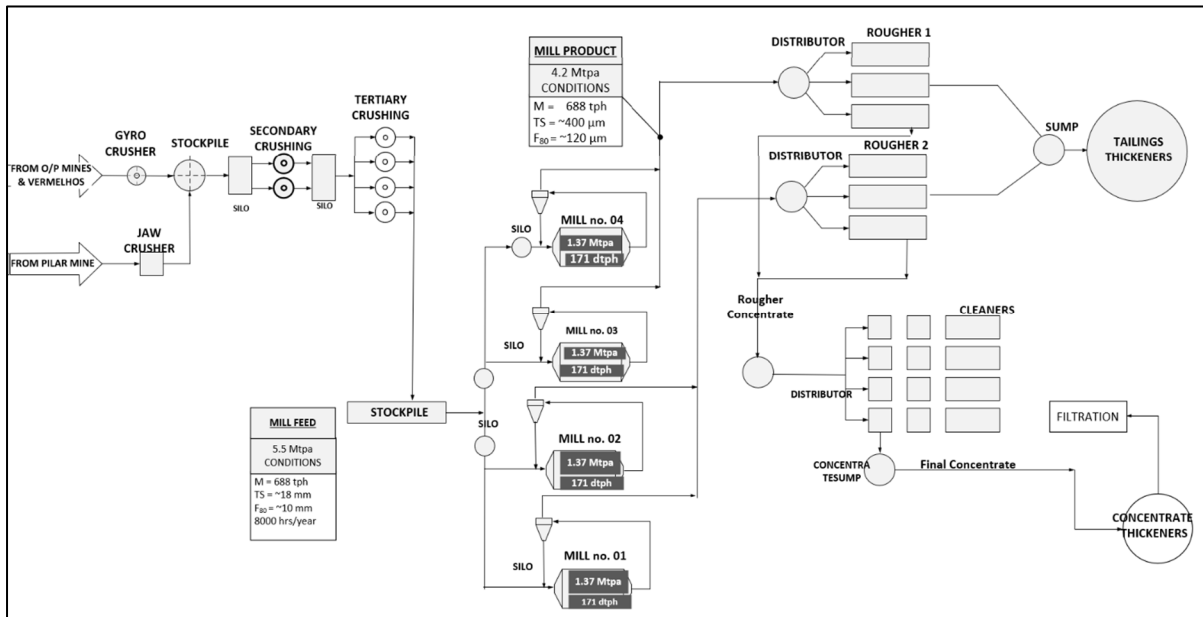 FROM O/P MINES
& VERMELHOS
GYRO
CRUSHER
STOCKPILE
SILO
SECONDARY
CRUSHING
SILO
TERTIARY
CRUSHING
FROM PILAR MINE
JAW
CRUSHER
MILL FEED
5.5 Mtpa
CONDITIONS
M = 688 tph
TS = ~18 mm
F80 = ~10 mm
8000 hrs/year
STOCKPILE
MILL PRODUCT
4.2 Mtpa
CONDITIONS
M = 688 tph
TS = ~400 µm
F80 = ~120 µm
SILO
MILL no. 04
1.37 Mtpa
171 dtph
SILO
MILL no. 03
1.37 Mtpa
171 dtph
SILO
MILL no. 02
1.37 Mtpa
171 dtph
SILO
MILL no. 01
1.37 Mtpa
171 dtph
DISTRIBUTOR
ROUGHER 1
DISTRIBUTOR
ROUGHER 2
SUMP
TAILINGS
THICKENERS
Rougher
Concentrate
CLEANERS
DISTRIBUTOR
CONCENTRA
TESUMP
Final Concentrate
FILTRATION
CONCENTRATE
THICKENERS